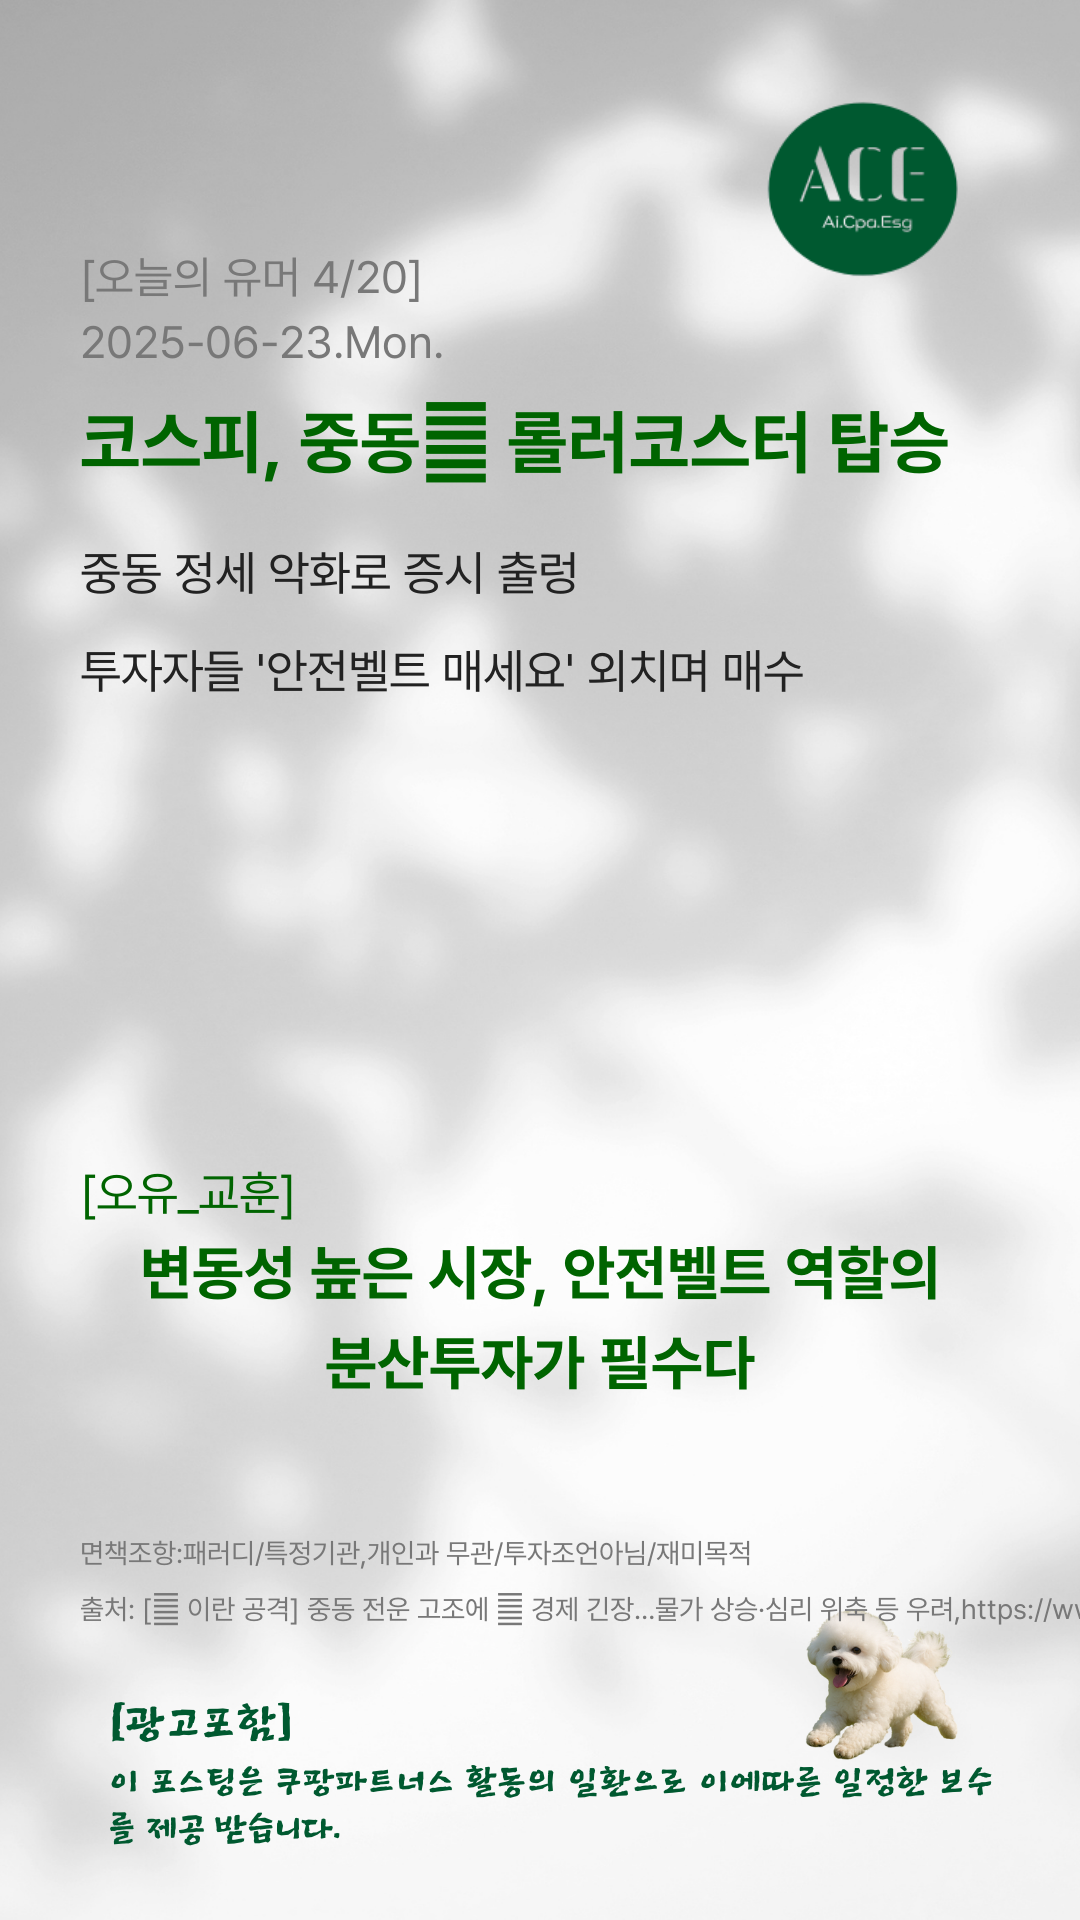 ACE
Ai.Cpa.Esg
[오늘의 유머 4/20]
2025-06-23.Mon.
코스피, 중동 롤러코스터 탑승
중동 정세 악화로 증시 출렁
투자자들 '안전벨트 매세요' 외치며 매수
[오유_교훈]
변동성 높은 시장, 안전벨트 역할의
분산투자가 필수다
면책조항:패러디/특정기관,개인과 무관/투자조언아님/재미목적
출처: [ 이란 공격] 중동 전운 고조에  경제 긴장...물가 상승·심리 위축 등 우려,https://w
[광고포함]
이 포스팅은 쿠팡파트너스 활동의 일환으로 이에따른 일정한 보수
를 제공 받습니다.